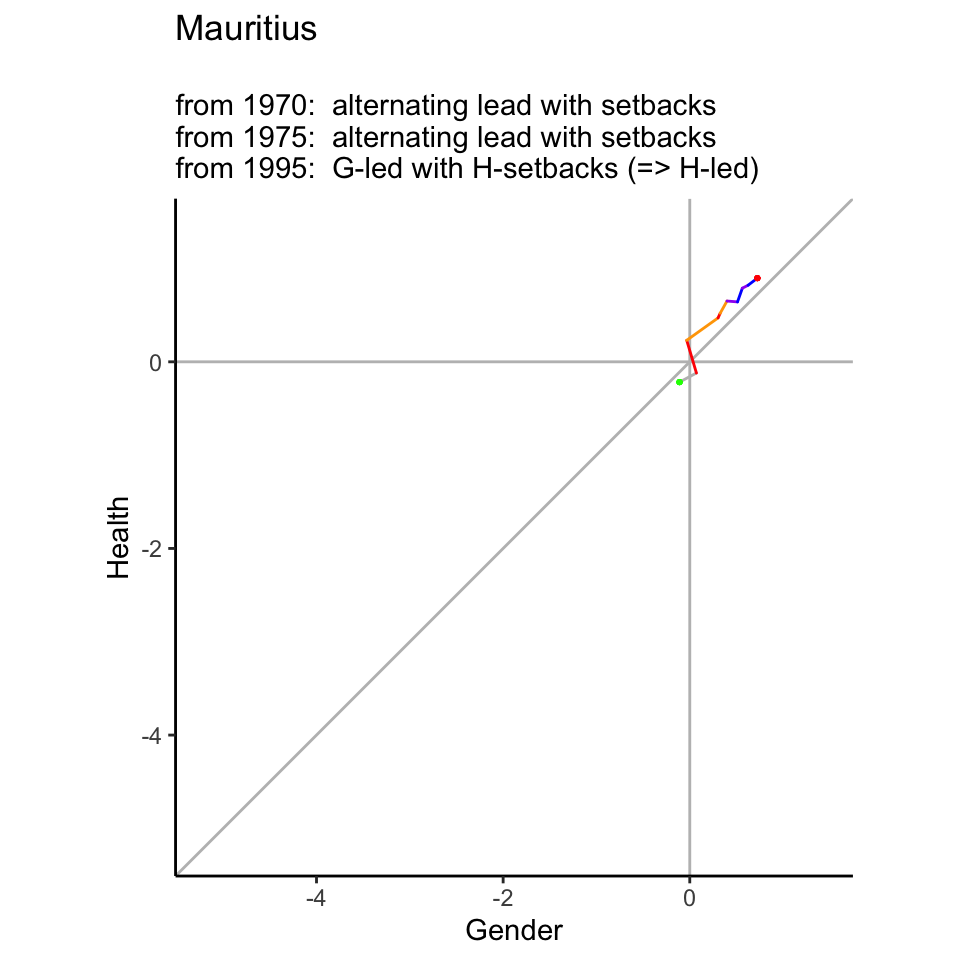 Mauritius
from 1970:  alternating lead with setbacks
from 1975:  alternating lead with setbacks
from 1995:  G-led with H-setbacks (=> H-led)
0
-2
-4
Health
-4
-2
0
Gender